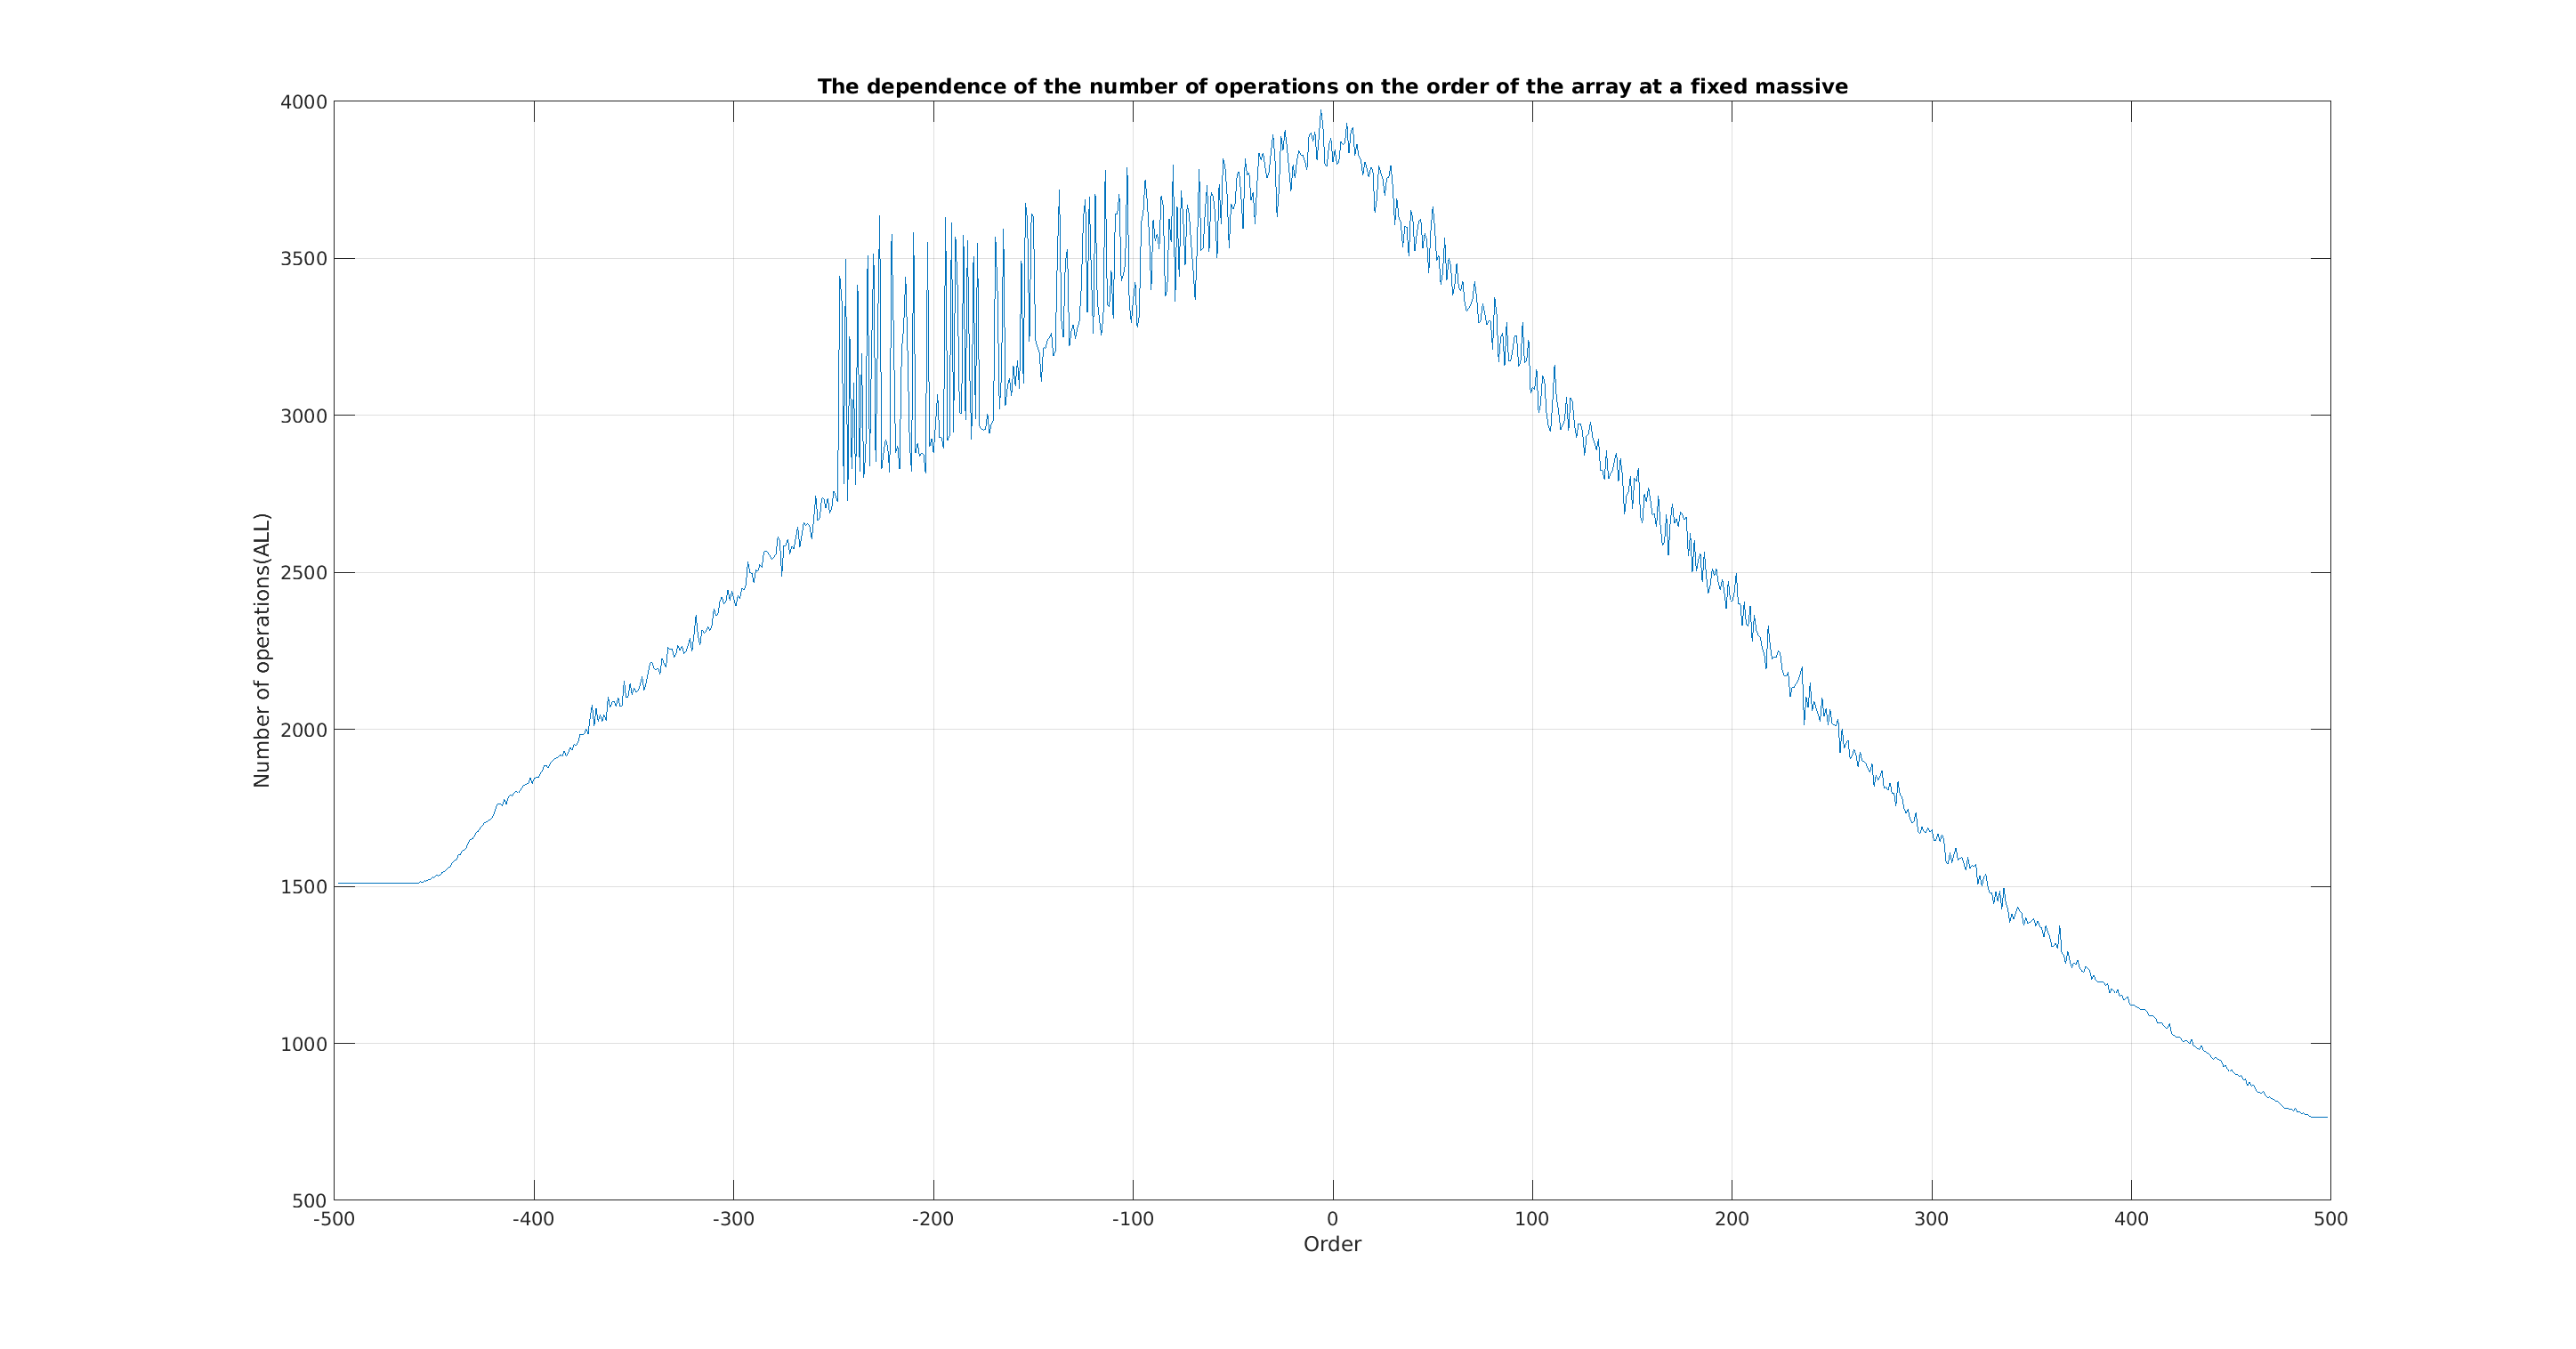 The dependence of the number of operations on the order of the array at a fixed massive
4000
3500
3000
2500
2000
1500
1000
500
Number of operations(ALL)
-500 -400 -300 -200 -100 0 100 200 300 400 500
Order